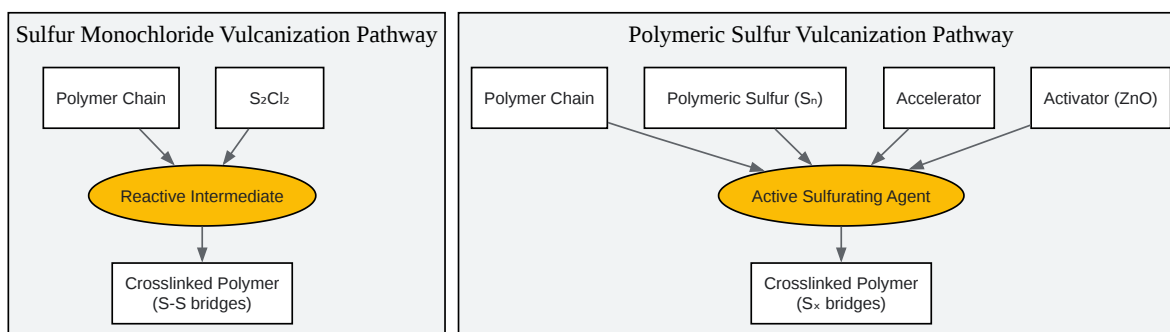 Sulfur Monochloride Vulcanization Pathway
Polymer Chain
S₂Cl₂
Reactive Intermediate
Crosslinked Polymer
(S-S bridges)
Polymeric Sulfur Vulcanization Pathway
Polymer Chain
Polymeric Sulfur (Sₙ)
Accelerator
Activator (ZnO)
Active Sulfurating Agent
Crosslinked Polymer
(Sₓ bridges)